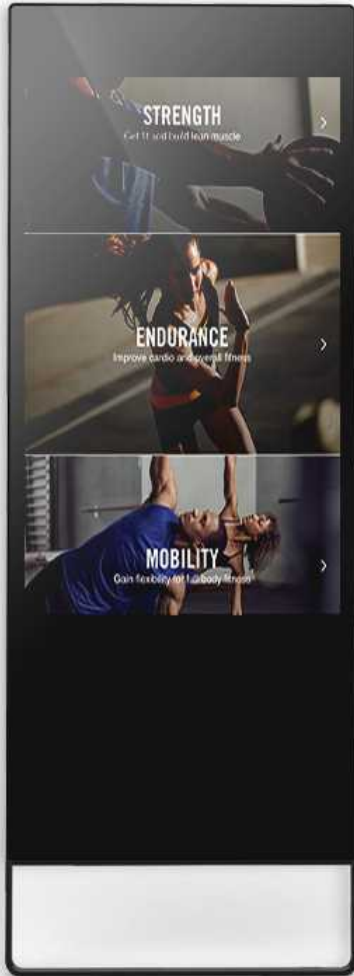 STRENGTH
Get fit and build lean muscle
ENDURANCE
Improve cardio and overall fitness
MOBILITY
Gain flexibility for full body fitness